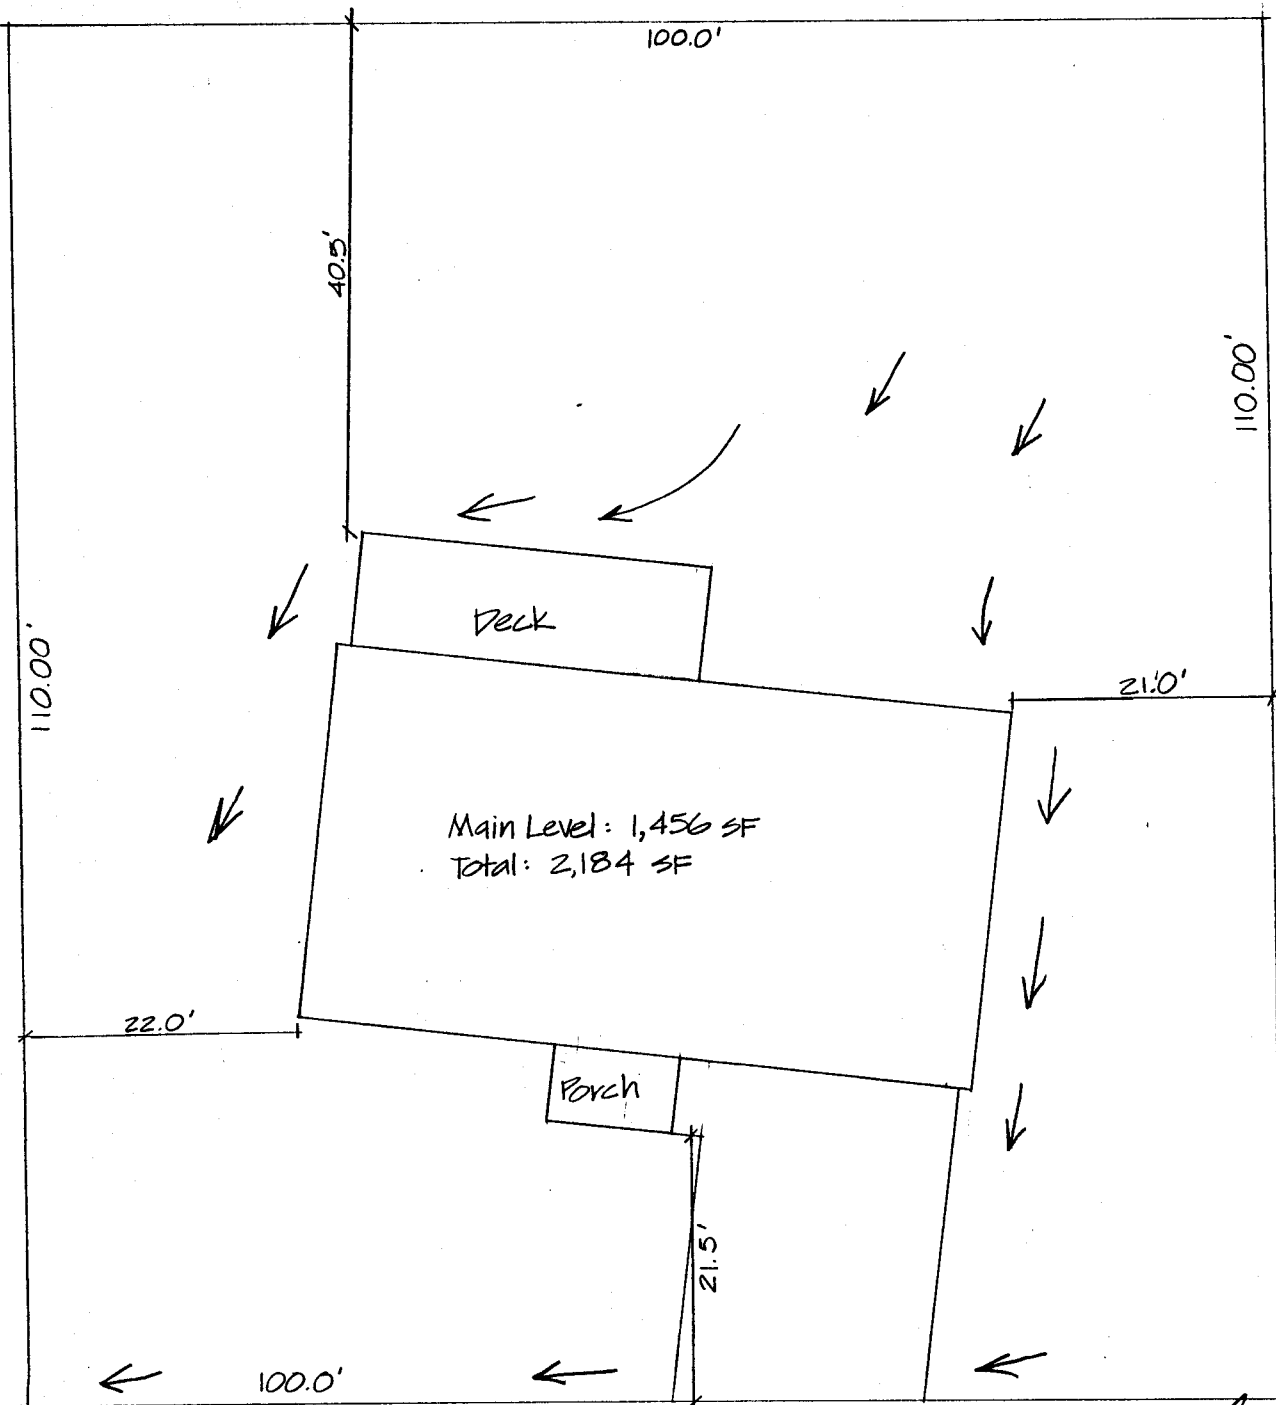 100.0'
40.5'
110.00'
Deck
110.00'
21.0'
Main Level: 1,456 SF
Total: 2,184 SF
22.0'
Porch
21.5'
100.0'